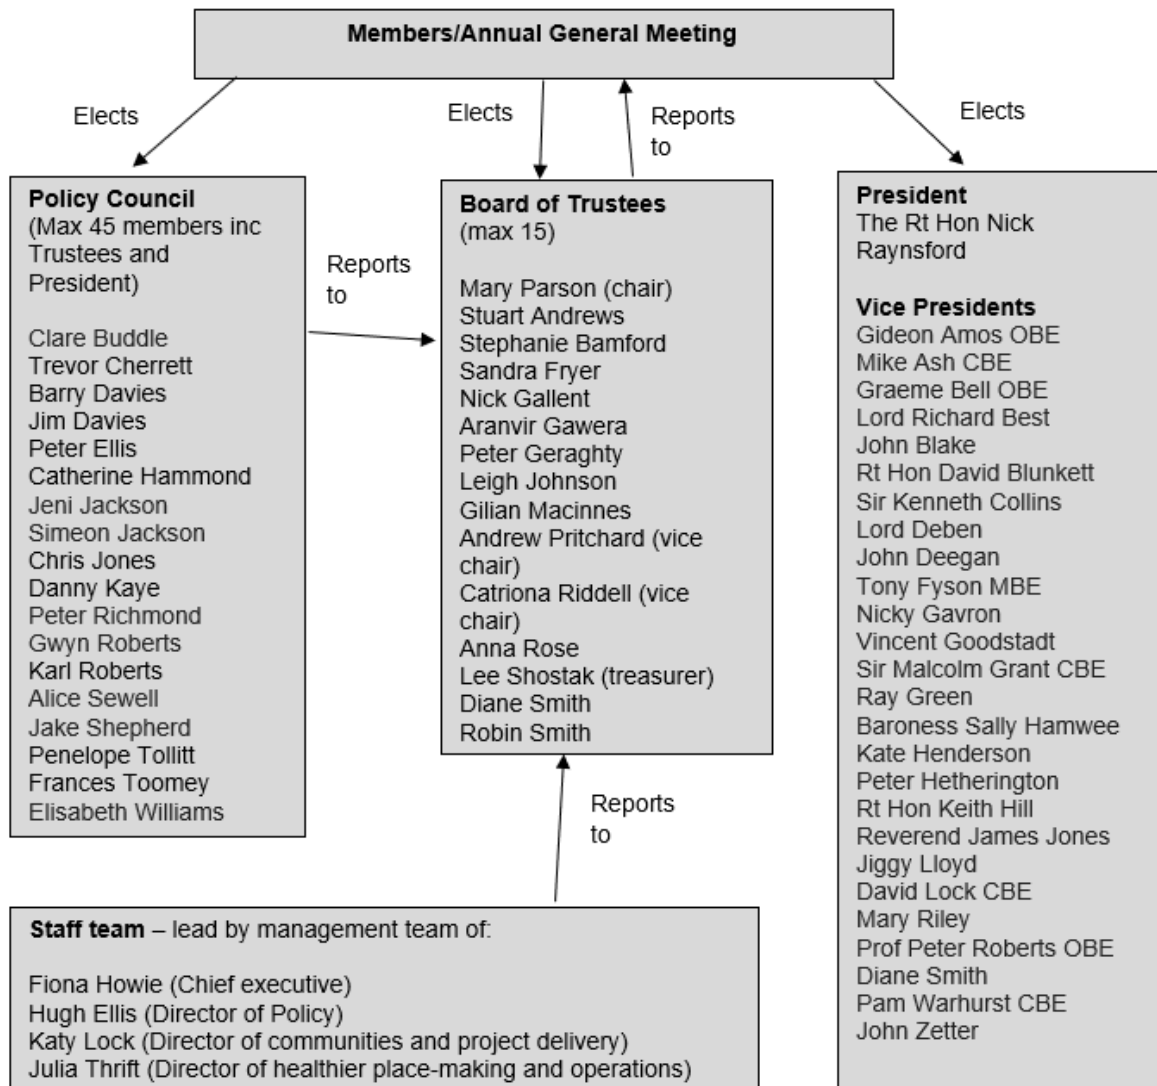 Members/Annual General Meeting
Elects
Elects
Reports
to
Elects
Policy Council
(Max 45 members inc
Trustees and
President)
Clare Buddle
Trevor Cherrett
Barry Davies
Jim Davies
Peter Ellis
Catherine Hammond
Jeni Jackson
Simeon Jackson
Chris Jones
Danny Kaye
Peter Richmond
Gwyn Roberts
Karl Roberts
Alice Sewell
Jake Shepherd
Penelope Tollitt
Frances Toomey
Elisabeth Williams
Reports
to
Board of Trustees
(max 15)
Mary Parson (chair)
Stuart Andrews
Stephanie Bamford
Sandra Fryer
Nick Gallent
Aranvir Gawera
Peter Geraghty
Leigh Johnson
Gilian Macinnes
Andrew Pritchard (vice
chair)
Catriona Riddell (vice
chair)
Anna Rose
Lee Shostak (treasurer)
Diane Smith
Robin Smith
President
The Rt Hon Nick
Raynsford
Vice Presidents
Gideon Amos OBE
Mike Ash CBE
Graeme Bell OBE
Lord Richard Best
John Blake
Rt Hon David Blunkett
Sir Kenneth Collins
Lord Deben
John Deegan
Tony Fyson MBE
Nicky Gavron
Vincent Goodstadt
Sir Malcolm Grant CBE
Ray Green
Baroness Sally Hamwee
Kate Henderson
Peter Hetherington
Rt Hon Keith Hill
Reverend James Jones
Jiggy Lloyd
David Lock CBE
Mary Riley
Prof Peter Roberts OBE
Diane Smith
Pam Warhurst CBE
John Zetter
Reports
to
Staff team – lead by management team of:
Fiona Howie (Chief executive)
Hugh Ellis (Director of Policy)
Katy Lock (Director of communities and project delivery)
Julia Thrift (Director of healthier place-making and operations)